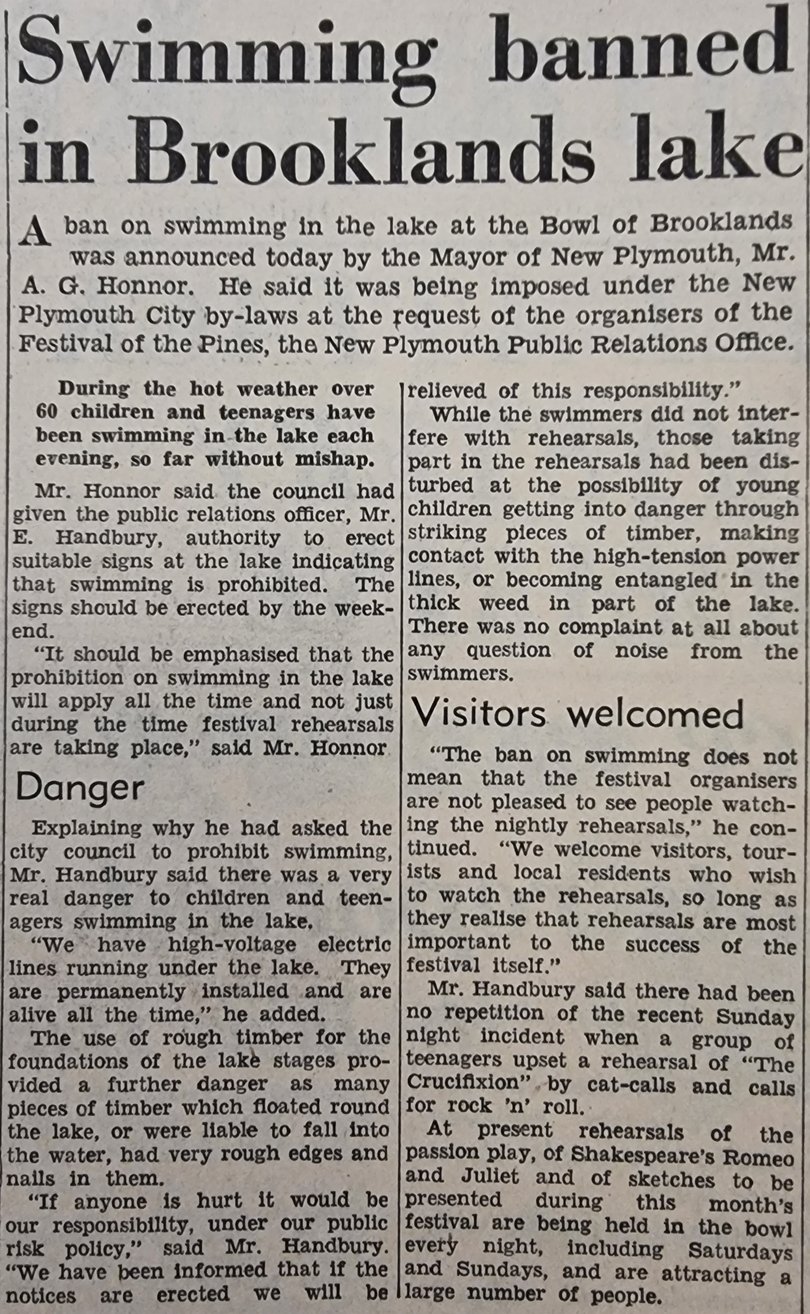 Swimming banned
in Brooklands lake
A ban on swimming in the lake at the Bowl of Brooklands
was announced today by the Mayor of New Plymouth, Mr.
A. G. Honnor. He said it was being imposed under the New
Plymouth City by-laws at the request of the organisers of the
Festival of the Pines, the New Plymouth Public Relations Office.
During the hot weather over
60 children and teenagers have
been swimming in the lake each
evening, so far without mishap.
Mr. Honnor said the council had
given the public relations officer, Mr.
E. Handbury, authority to erect
suitable signs at the lake indicating
that swimming is prohibited. The
signs should be erected by the week-
end.
"It should be emphasised that the
prohibition on swimming in the lake
will apply all the time and not just
during the time festival rehearsals
are taking place," said Mr. Honnor
Danger
Explaining why he had asked the
city council to prohibit swimming,
Mr. Handbury said there was a very
real danger to children and teen-
agers swimming in the lake.
"We have high-voltage electric
lines running under the lake. They
are permanently installed and are
alive all the time," he added.
The use of rough timber for the
foundations of the lake stages pro-
vided a further danger as many
pieces of timber which floated round
the lake, or were liable to fall into
the water, had very rough edges and
nails in them.
"If anyone is hurt it would be
our responsibility, under our public
risk policy," said Mr. Handbury.
"We have been informed that if the
notices are erected we will be
relieved of this responsibility."
While the swimmers did not inter-
fere with rehearsals, those taking
part in the rehearsals had been dis-
turbed at the possibility of young
children getting into danger through
striking pieces of timber, making
contact with the high-tension power
lines, or becoming entangled in the
thick weed in part of the lake.
There was no complaint at all about
any question of noise from the
swimmers.
Visitors welcomed
"The ban on swimming does not
mean that the festival organisers
are not pleased to see people watch-
ing the nightly rehearsals," he con-
tinued. "We welcome visitors, tour-
ists and local residents who wish
to watch the rehearsals, so long as
they realise that rehearsals are most
important to the success of the
festival itself."
Mr. Handbury said there had been
no repetition of the recent Sunday
night incident when a group of
teenagers upset a rehearsal of "The
Crucifixion" by cat-calls and calls
for rock 'n' roll.
At present rehearsals of the
passion play, of Shakespeare's Romeo
and Juliet and of sketches to be
presented during this month's
festival are being held in the bowl
every night, including Saturdays
and Sundays, and are attracting a
large number of people.